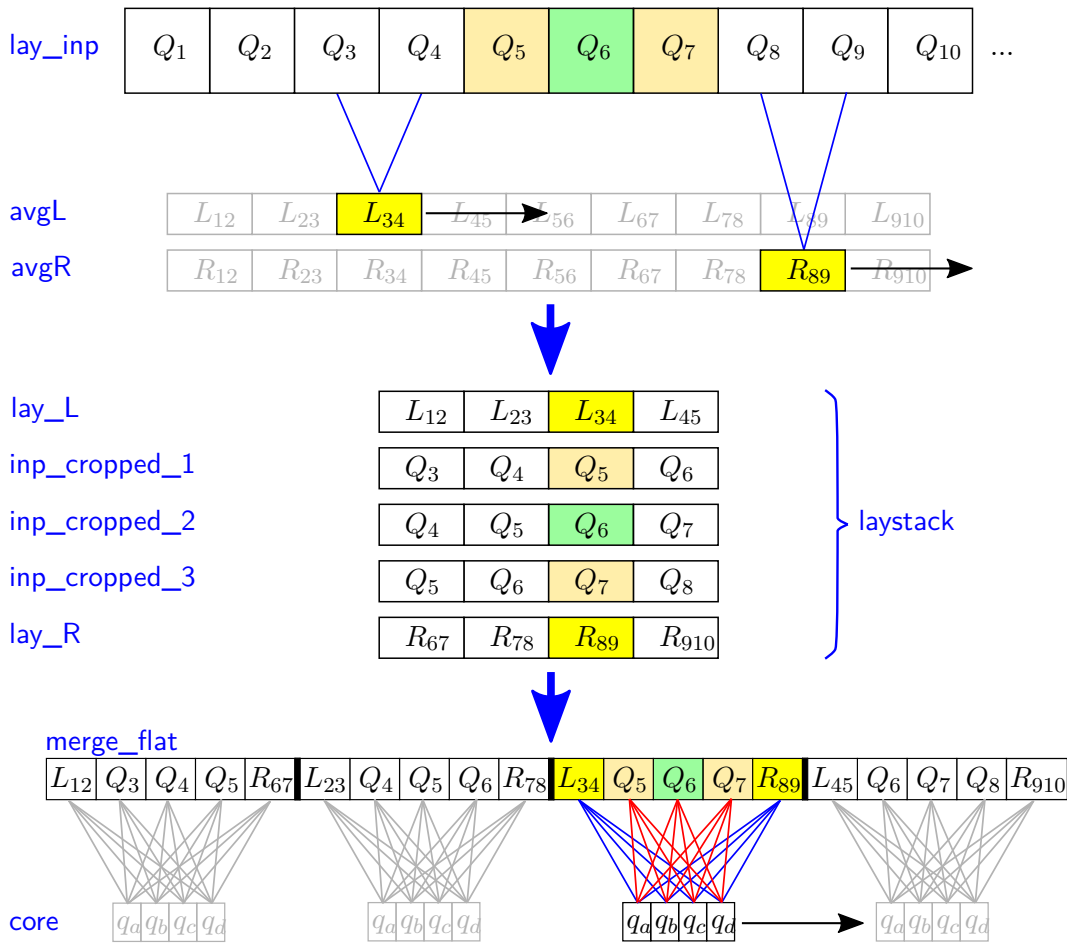 lay_inp Q1 Q2 Q3 Q4 Q5 Q6 Q7 Q8 Q9 Q10 ...
avgL L12 L23 L34 L45 L56 L67 L78 L89 L910
avgR R12 R23 R34 R45 R56 R67 R78 R89 R910
lay_L L12 L23 L34 L45
inp_cropped_1 Q3 Q4 Q5 Q6
inp_cropped_2 Q4 Q5 Q6 Q7 laystack
inp_cropped_3 Q5 Q6 Q7 Q8
lay_R R67 R78 R89 R910
merge_flat
L12 Q3 Q4 Q5 R67 L23 Q4 Q5 Q6 R78 L34 Q5 Q6 Q7 R89 L45 Q6 Q7 Q8 R910
core qa qb qc qd qa qb qc qd qa qb qc qd qa qb qc qd